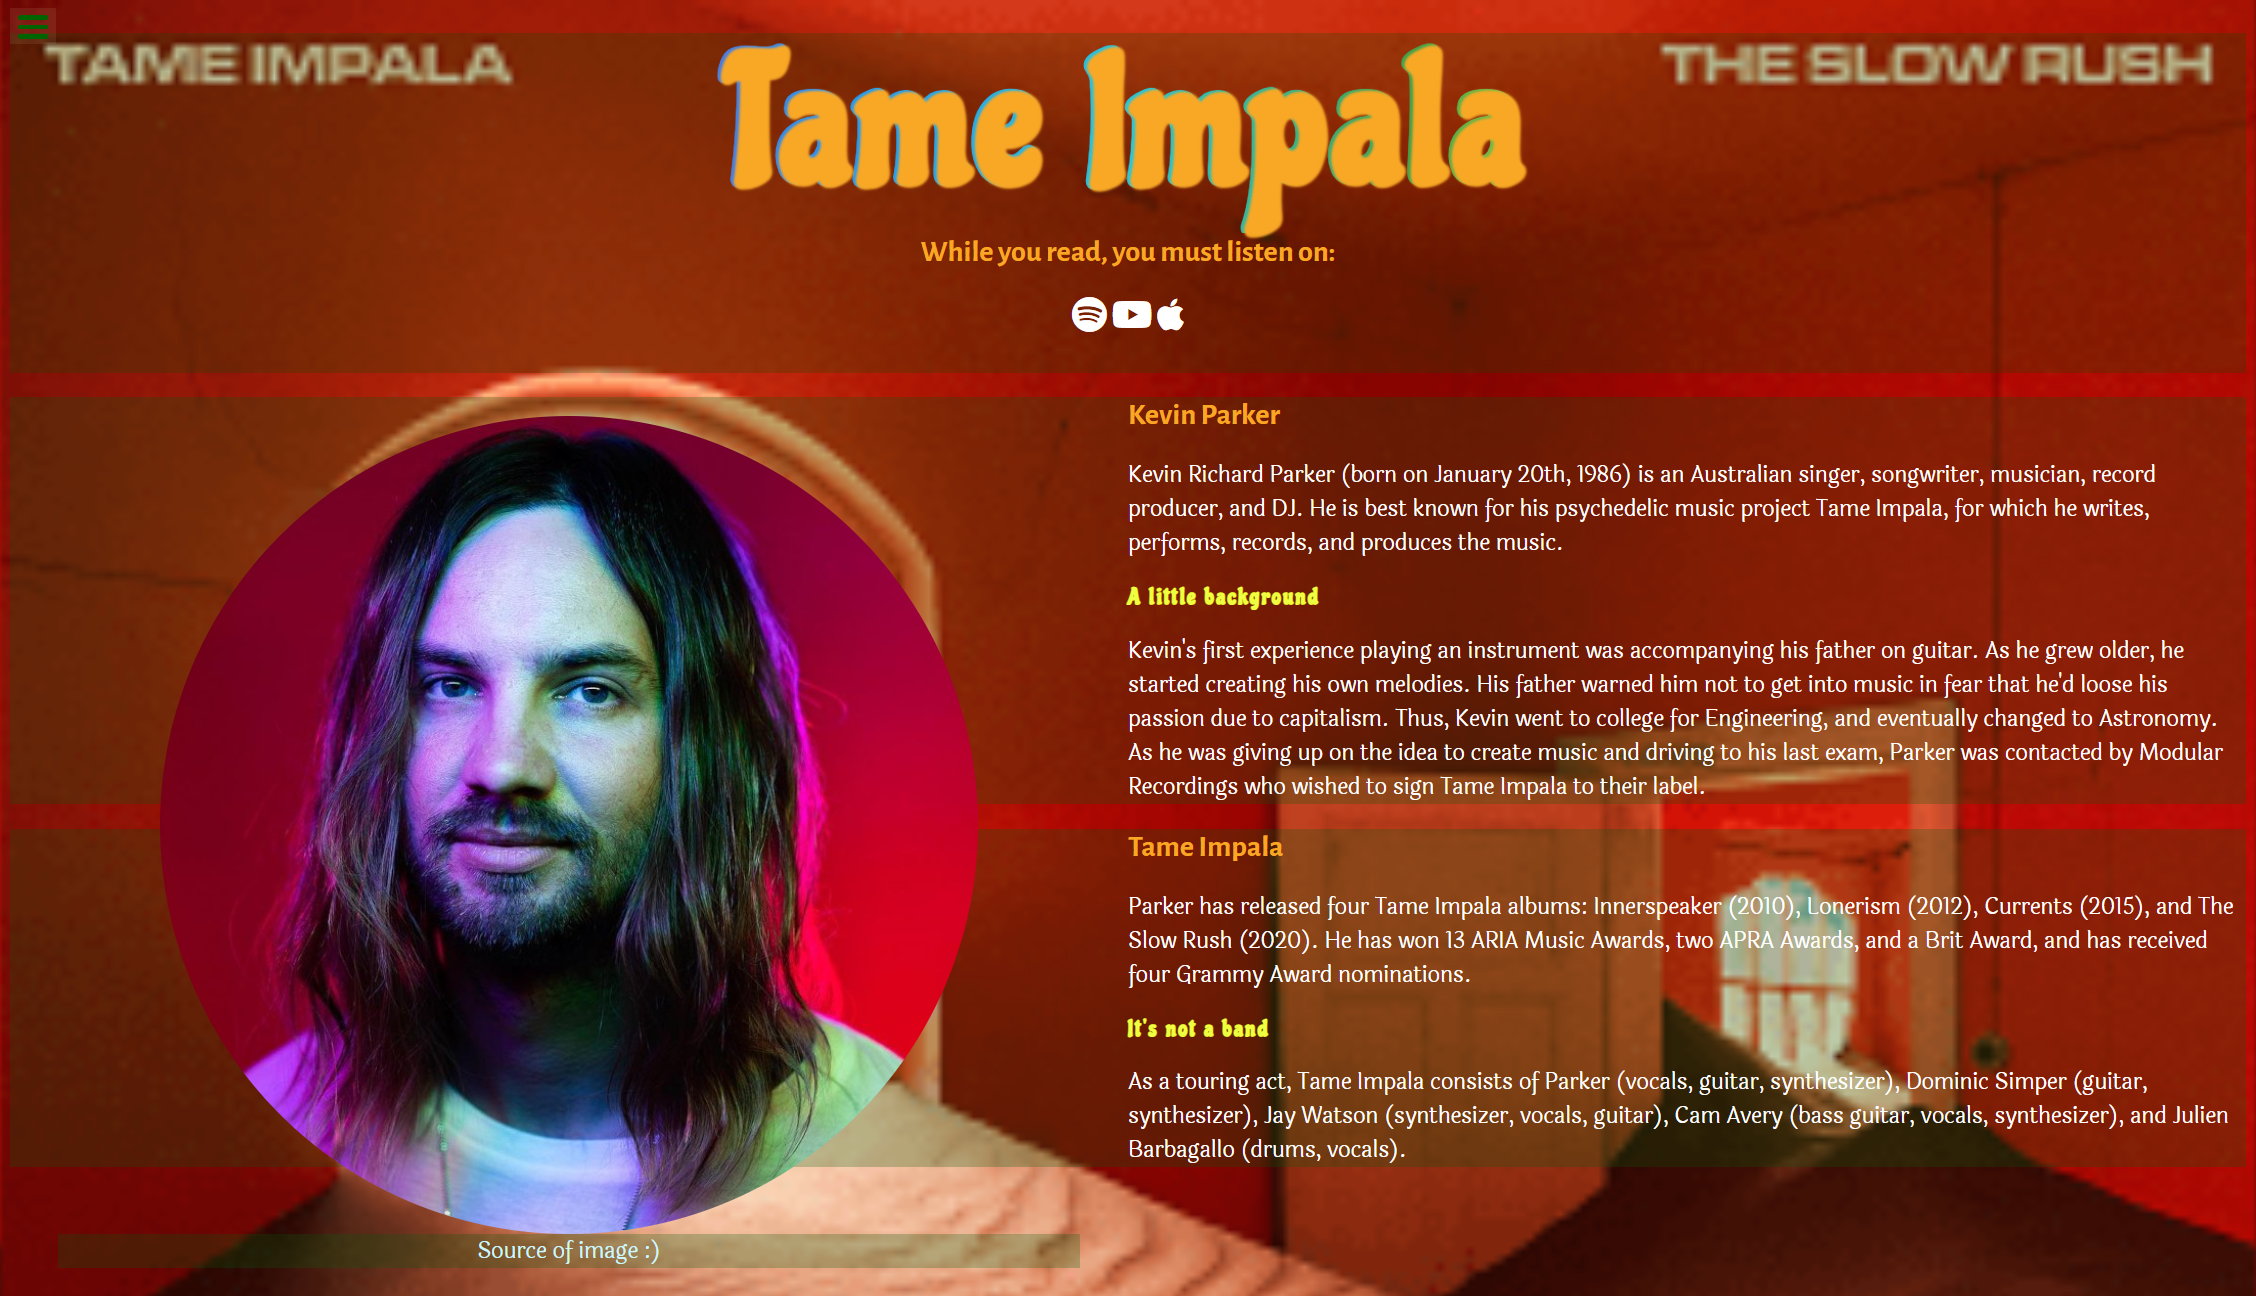 TAME IMPALA
THE SLOW RUSH
Tame Impala
While you read, you must listen on:
Kevin Parker
Kevin Richard Parker (born on January 20th, 1986) is an Australian singer, songwriter, musician, record
producer, and DJ. He is best known for his psychedelic music project Tame Impala, for which he writes,
performs, records, and produces the music.
A little background
Kevin's first experience playing an instrument was accompanying his father on guitar. As he grew older, he
started creating his own melodies. His father warned him not to get into music in fear that he'd loose his
passion due to capitalism. Thus, Kevin went to college for Engineering, and eventually changed to Astronomy.
As he was giving up on the idea to create music and driving to his last exam, Parker was contacted by Modular
Recordings who wished to sign Tame Impala to their label.
Tame Impala
Parker has released four Tame Impala albums: Innerspeaker (2010), Lonerism (2012), Currents (2015), and The
Slow Rush (2020). He has won 13 ARIA Music Awards, two APRA Awards, and a Brit Award, and has received
four Grammy Award nominations.
It's not a band
As a touring act, Tame Impala consists of Parker (vocals, guitar, synthesizer), Dominic Simper (guitar,
synthesizer), Jay Watson (synthesizer, vocals, guitar), Cam Avery (bass guitar, vocals, synthesizer), and Julien
Barbagallo (drums, vocals).
Source of image :)